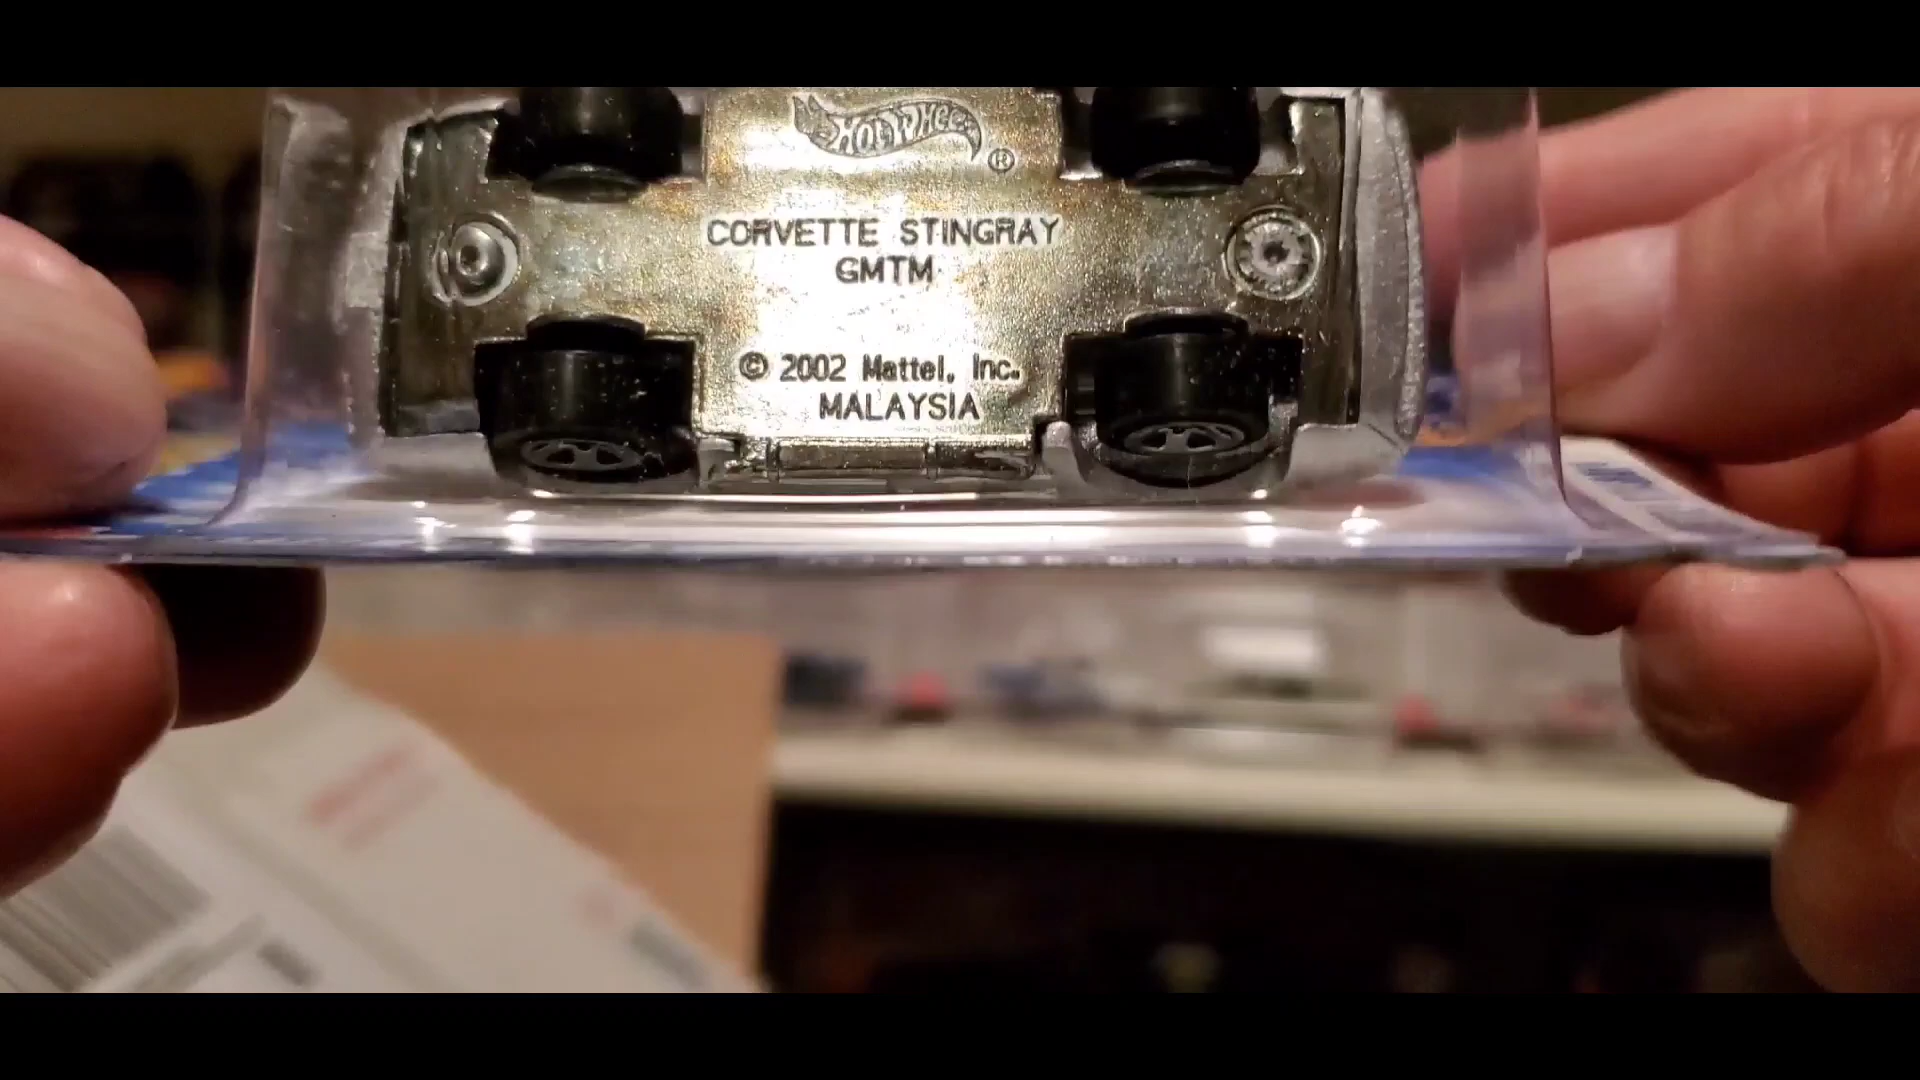 HOT WHEELS ®
CORVETTE STINGRAY
GMTM
© 2002 Mattel, Inc.
MALAYSIA